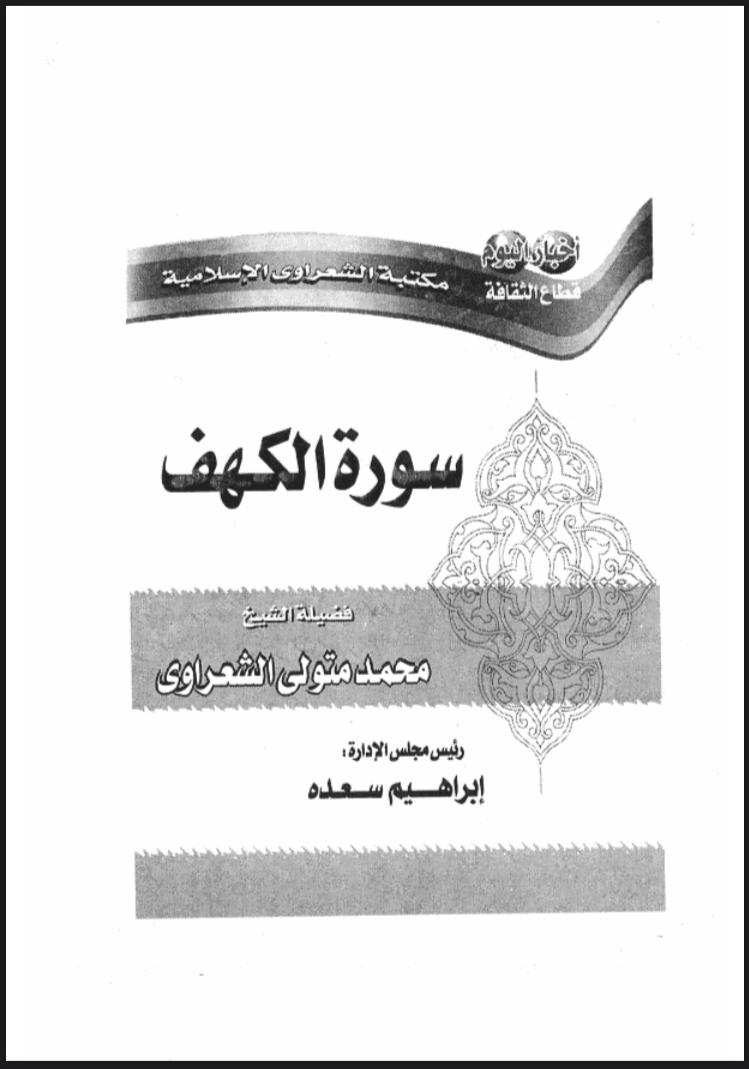 أخبار اليوم
قطاع الثقافة
مكتبة الشعراوى الإسلامية
سورة الكهف
فضيلة الشيخ
محمد متولى الشعراوى
رئيس مجلس الإدارة :
إبراهيم سعده